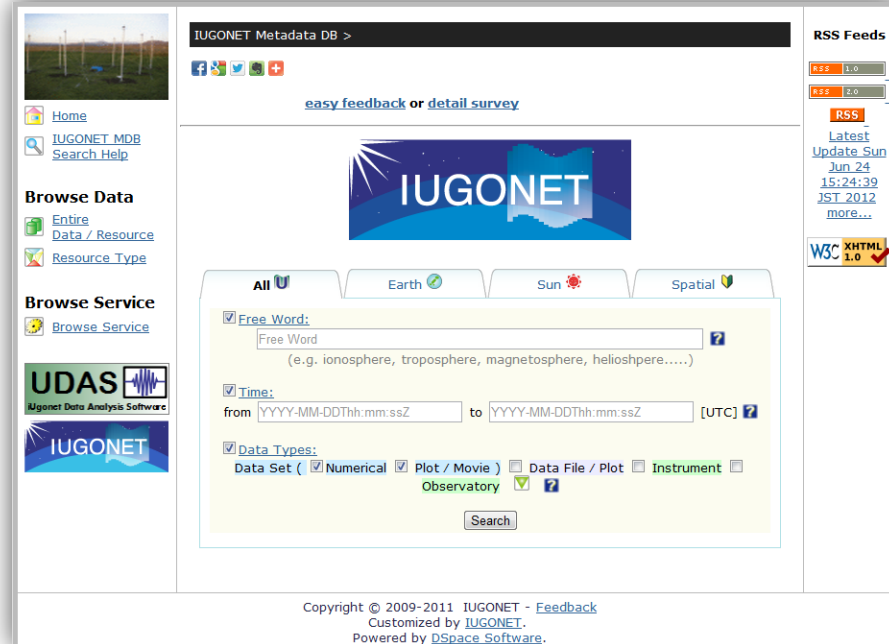 IUGONET Metadata DB >
easy feedback or detail survey
IUGONET
Home
IUGONET MDB
Search Help
Browse Data
Entire
Data / Resource
Resource Type
Browse Service
Browse Service
UDAS
iUgonet Data Analysis Software
IUGONET
All
Earth
Sun
Spatial
Free Word:
Free Word
(e.g. ionosphere, troposphere, magnetosphere, helioshpere.....)
Time:
from YYYY-MM-DDThh:mm:ssZ to YYYY-MM-DDThh:mm:ssZ [UTC]
Data Types:
Data Set ( Numerical Plot / Movie ) Data File / Plot Instrument
Observatory
Search
RSS Feeds
RSS 1.0
RSS 2.0
RSS
Latest
Update Sun
Jun 24
15:24:39
JST 2012
more...
W3C XHTML
1.0
Copyright © 2009-2011 IUGONET - Feedback
Customized by IUGONET.
Powered by DSpace Software.